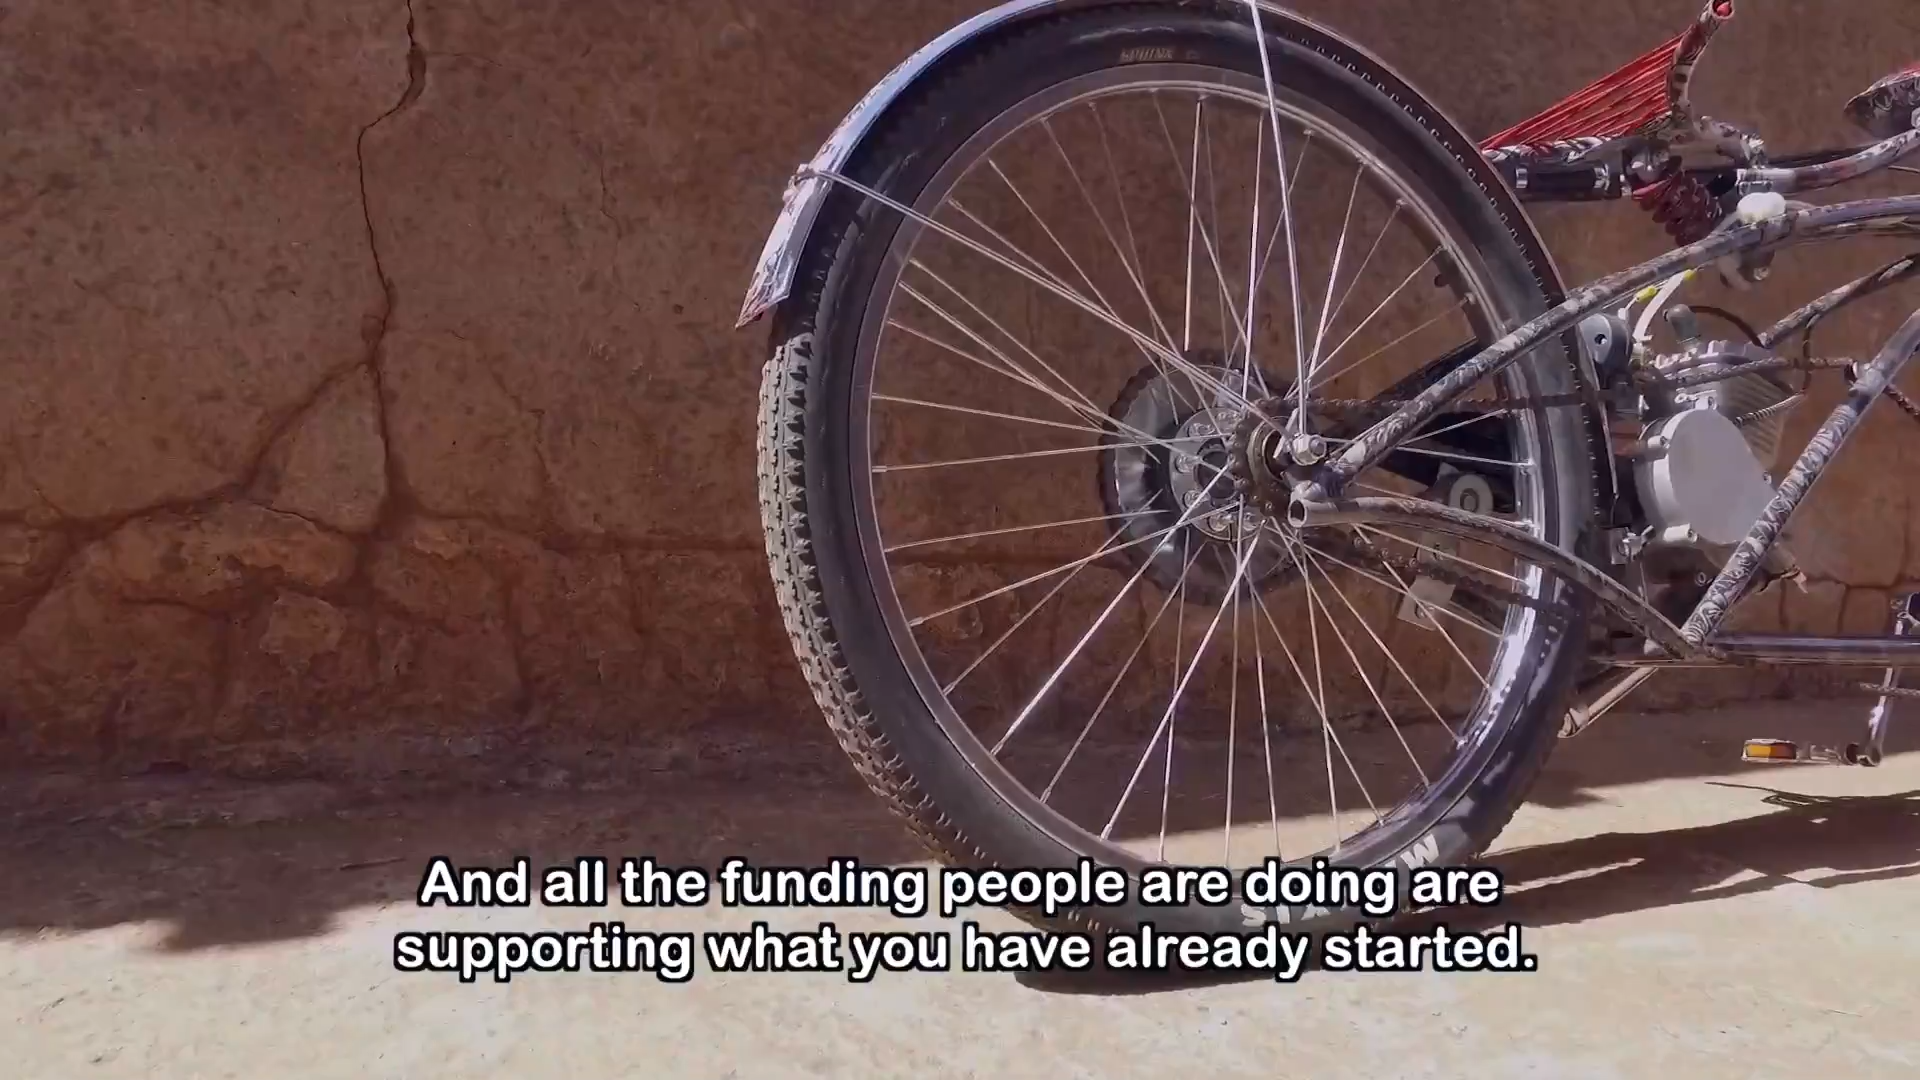 And all the funding people are doing are
supporting what you have already started.